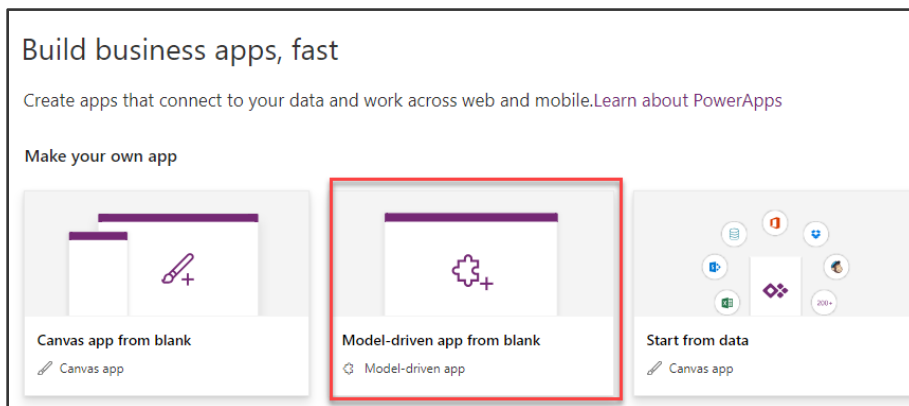 Build business apps, fast
Create apps that connect to your data and work across web and mobile.Learn about PowerApps
Make your own app
200+
Canvas app from blank
Canvas app
Model-driven app from blank
Model-driven app
Start from data
Canvas app